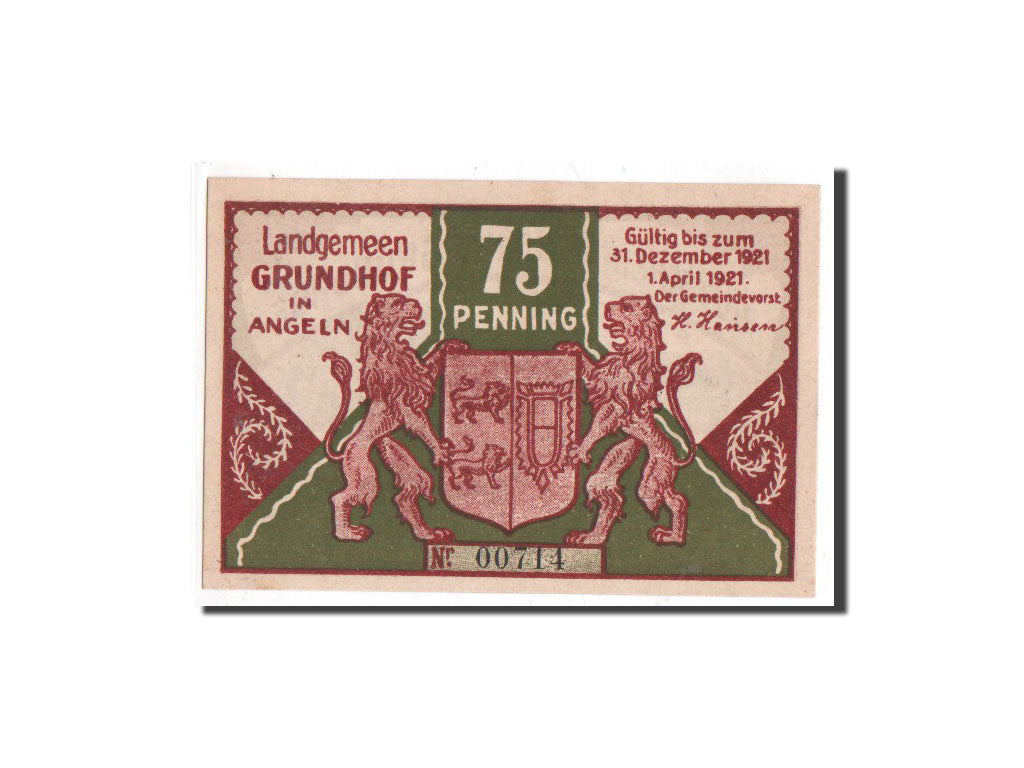 Landgemeen
GRUNDHOF
IN
ANGELN
75
PENNING
Gültig bis zum
31. Dezember 1921
1. April 1921.
Der Gemeindevorst.
H. Hansen
Nr. 00714